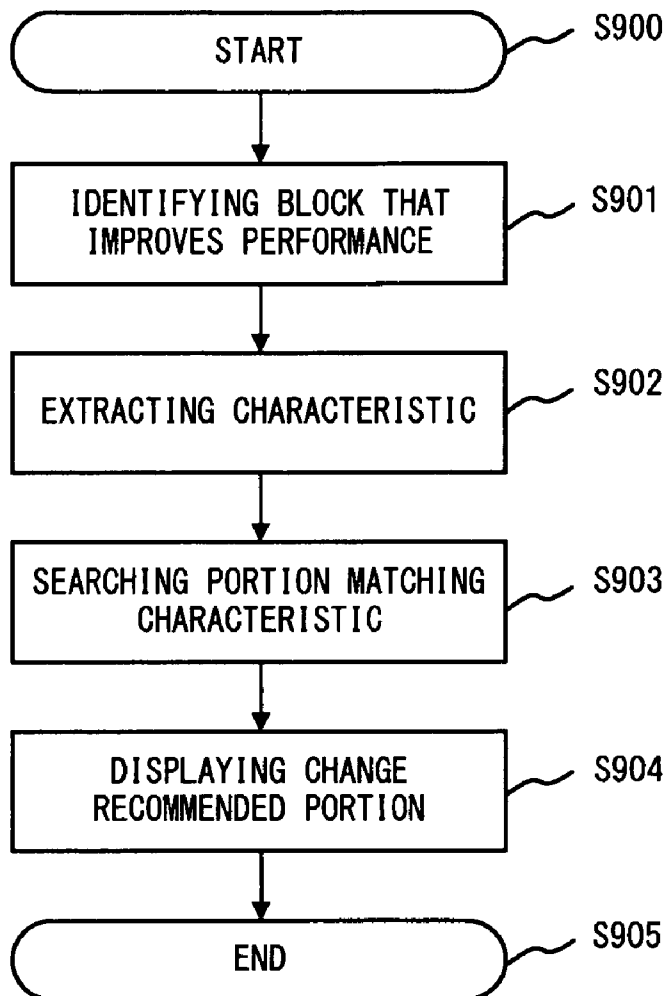 START
S900
IDENTIFYING BLOCK THAT
IMPROVES PERFORMANCE
S901
EXTRACTING CHARACTERISTIC
S902
SEARCHING PORTION MATCHING
CHARACTERISTIC
S903
DISPLAYING CHANGE
RECOMMENDED PORTION
S904
END
S905